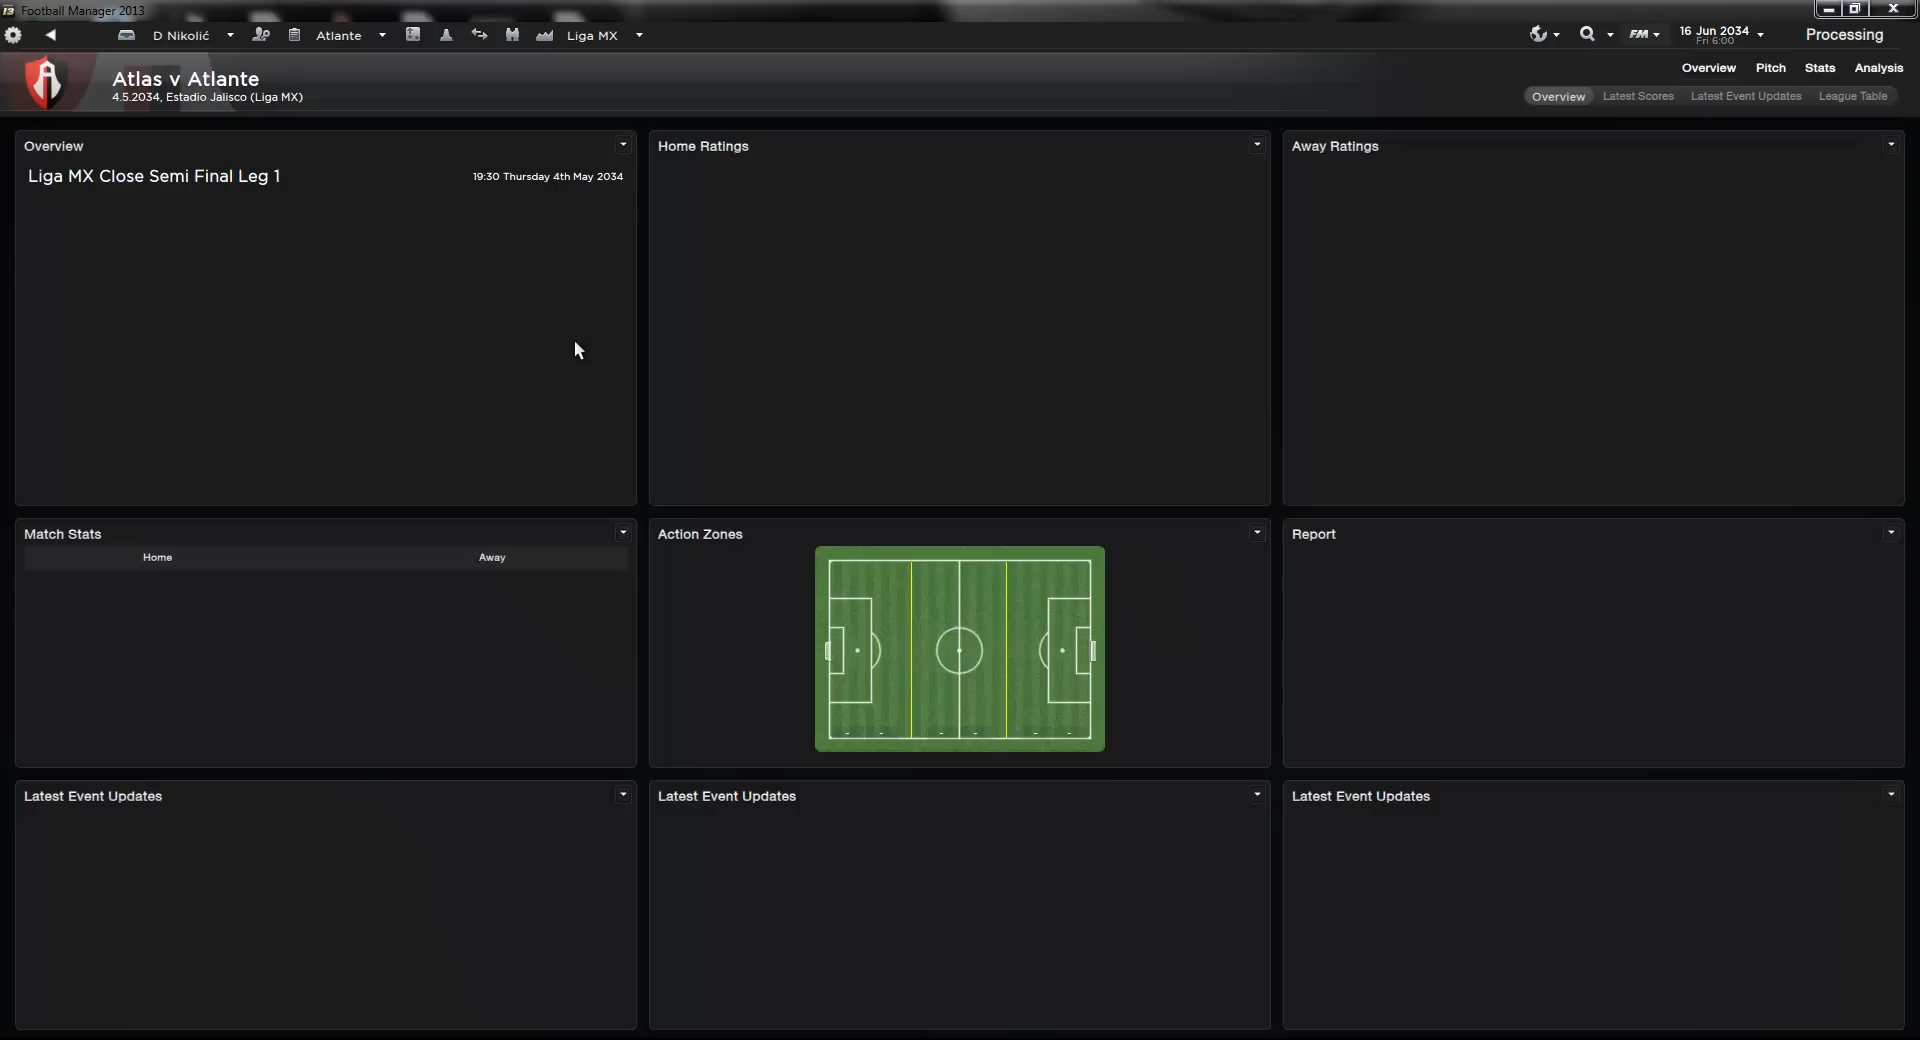 Football Manager 2013
D Nikolić
Atlante
Liga MX
FM
16 Jun 2034
Fri 6:00
Processing
Atlas v Atlante
4.5.2034, Estadio Jalisco (Liga MX)
Overview Pitch Stats Analysis
Overview Latest Scores Latest Event Updates League Table
Overview
Liga MX Close Semi Final Leg 1
19:30 Thursday 4th May 2034
Home Ratings
Away Ratings
Match Stats
Home Away
Action Zones
Report
Latest Event Updates
Latest Event Updates
Latest Event Updates